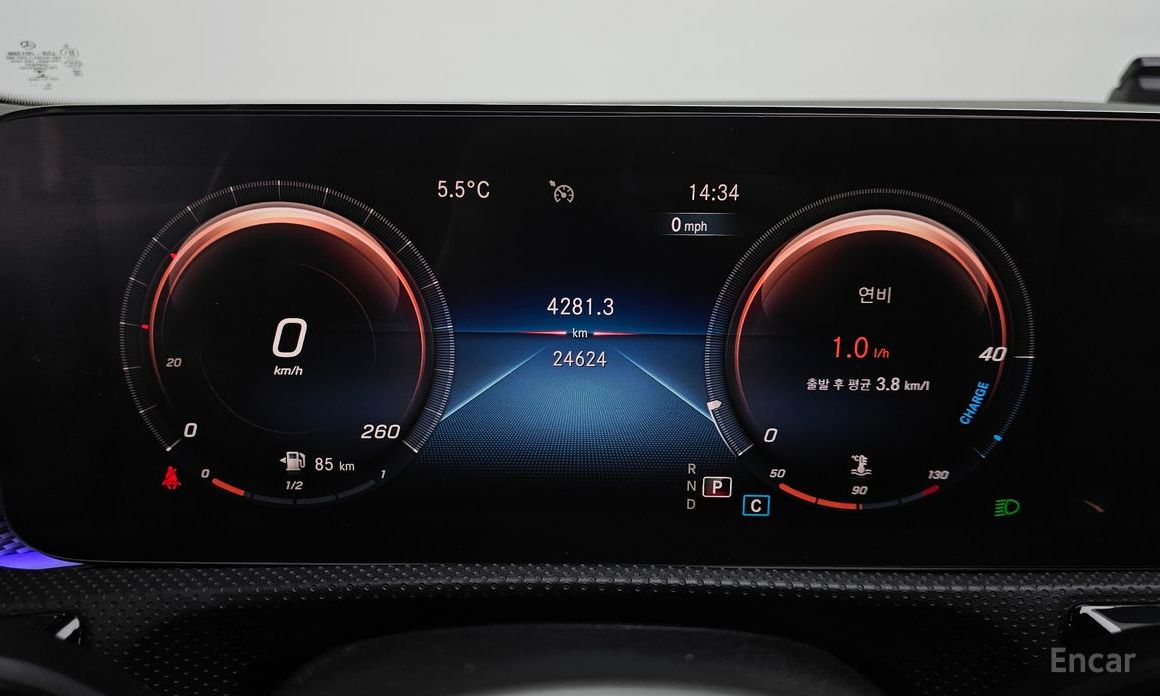 5.5°C
14:34
0 mph
4281.3
km
24624
20
0
km/h
0
260
85 km
0
1/2
1
연비
1.0 l/h
출발 후 평균 3.8 km/l
40
CHARGE
0
R
N
D
P
C
50
90
130
°C
Encar